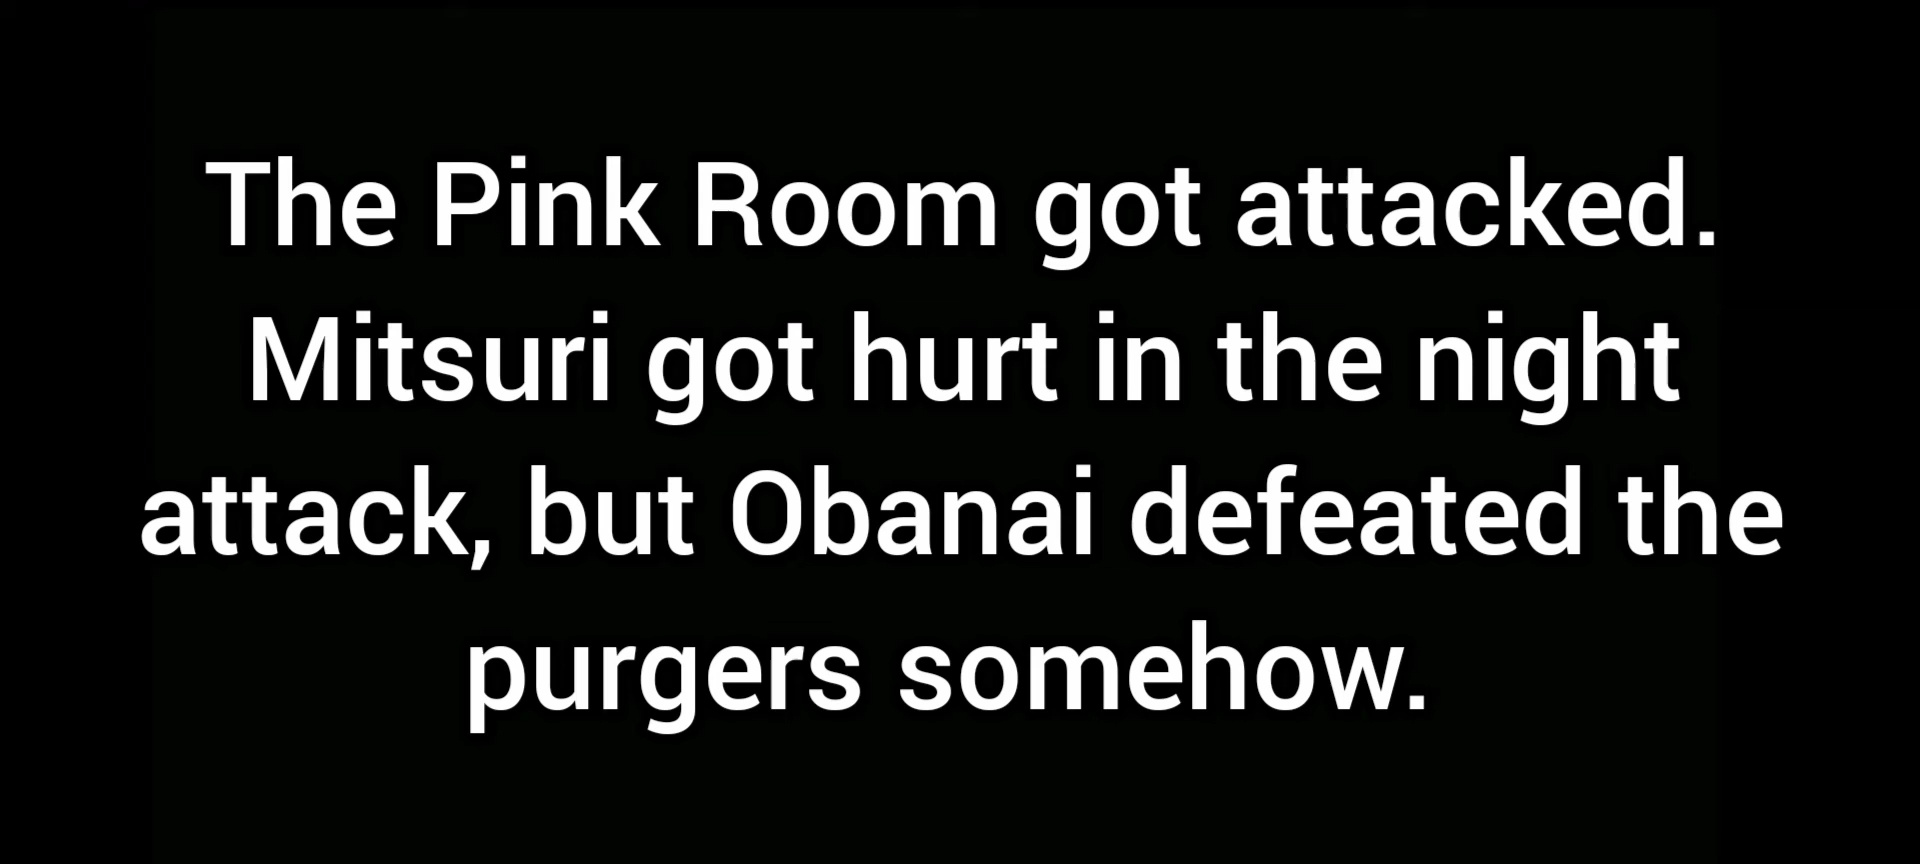 The Pink Room got attacked.
Mitsuri got hurt in the night
attack, but Obanai defeated the
purgers somehow.